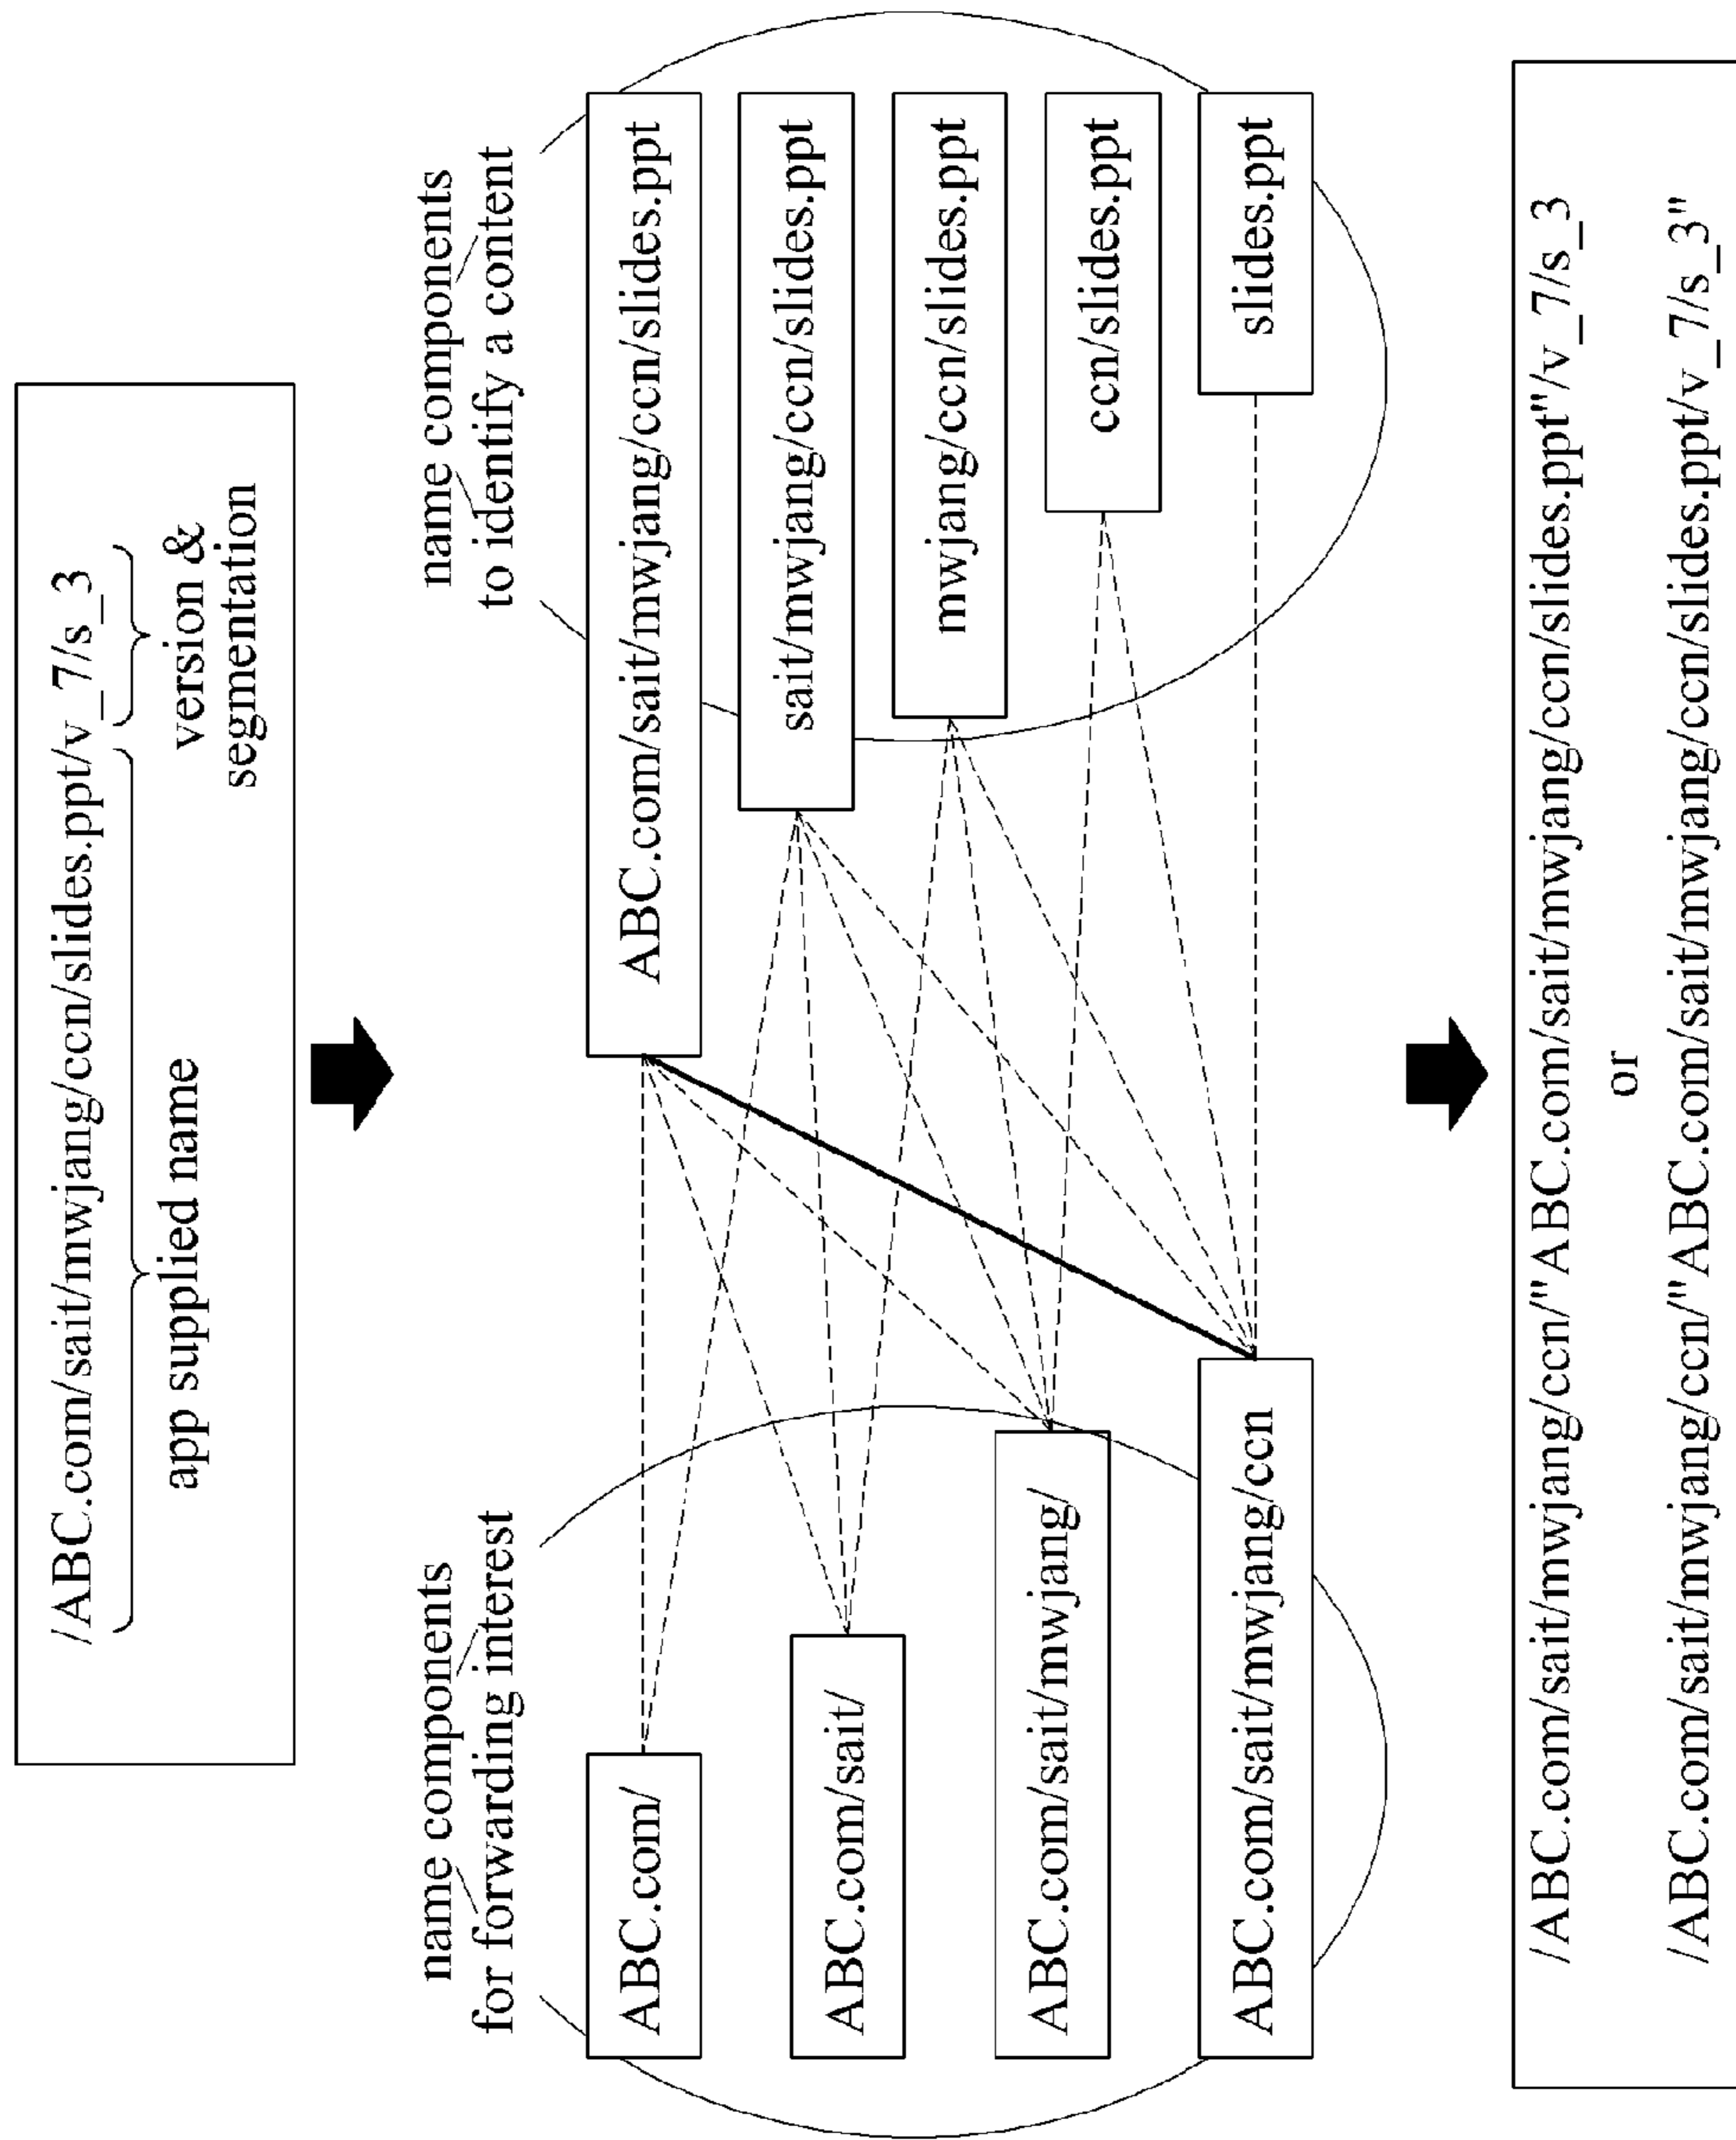 /ABC.com/sait/mwjang/ccn/slides.ppt/v_7/s_3
app supplied name
version &
segmentation
name components
for forwarding interest
name components
to identify a content
ABC.com/
ABC.com/sait/
ABC.com/sait/mwjang/
ABC.com/sait/mwjang/ccn
ABC.com/sait/mwjang/ccn/slides.ppt
sait/mwjang/ccn/slides.ppt
mwjang/ccn/slides.ppt
ccn/slides.ppt
slides.ppt
/ABC.com/sait/mwjang/ccn/"ABC.com/sait/mwjang/ccn/slides.ppt"/v_7/s_3
or
/ABC.com/sait/mwjang/ccn/"ABC.com/sait/mwjang/ccn/slides.ppt/v_7/s_3"